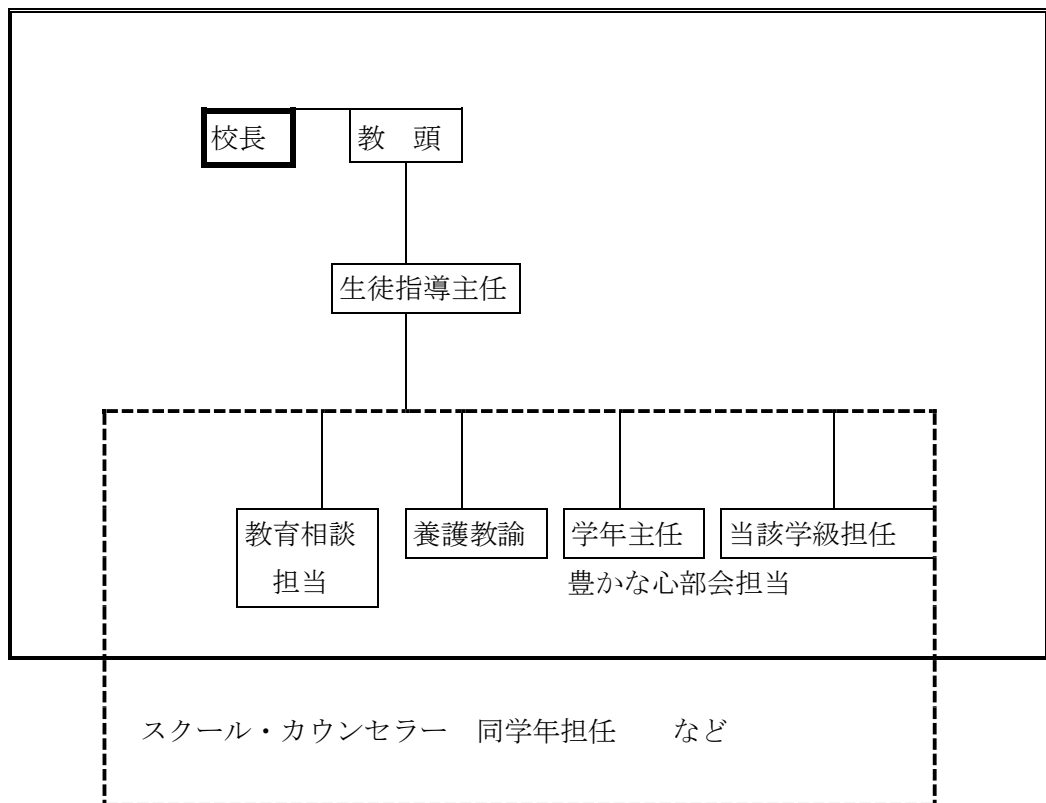 校長　教　頭
生徒指導主任
教育相談　養護教諭　学年主任　当該学級担任
担当　豊かな心部会担当
スクール・カウンセラー　同学年担任　　など